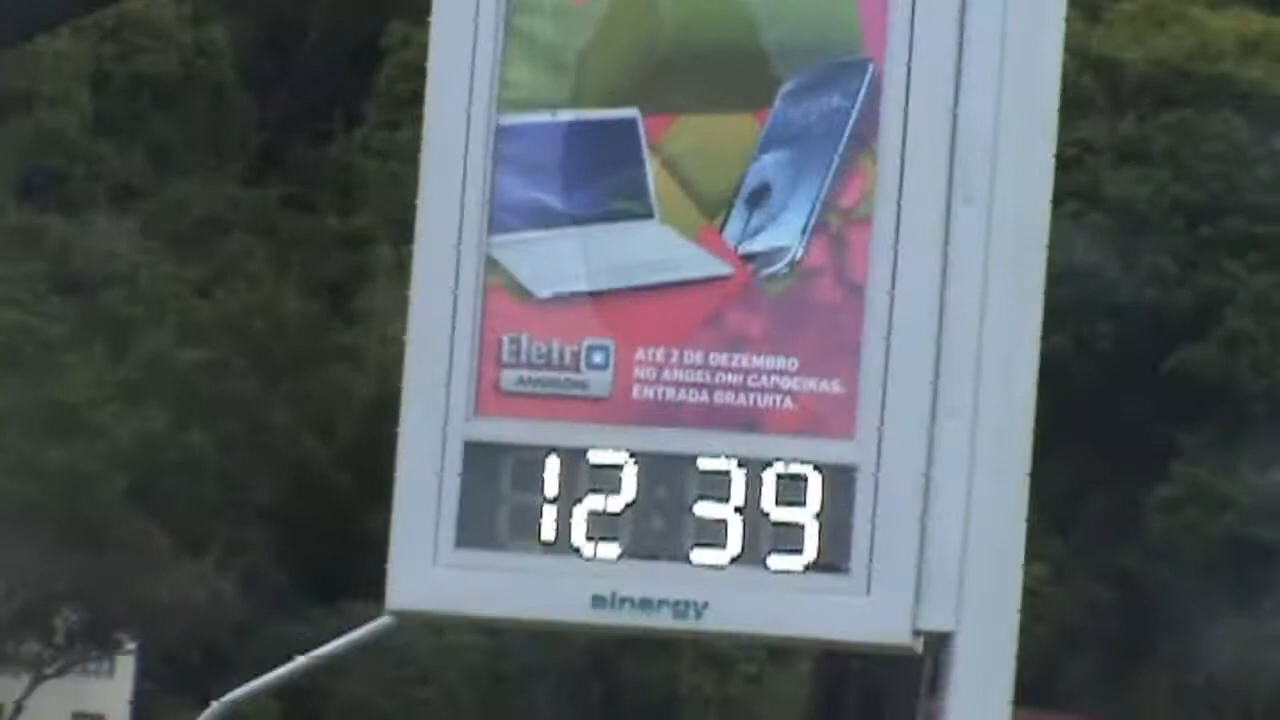 Eletro
ANGELONI
ATÉ 2 DE DEZEMBRO
NO ANGELONI CAPOEIRAS.
ENTRADA GRATUITA.
12 39
sinergy